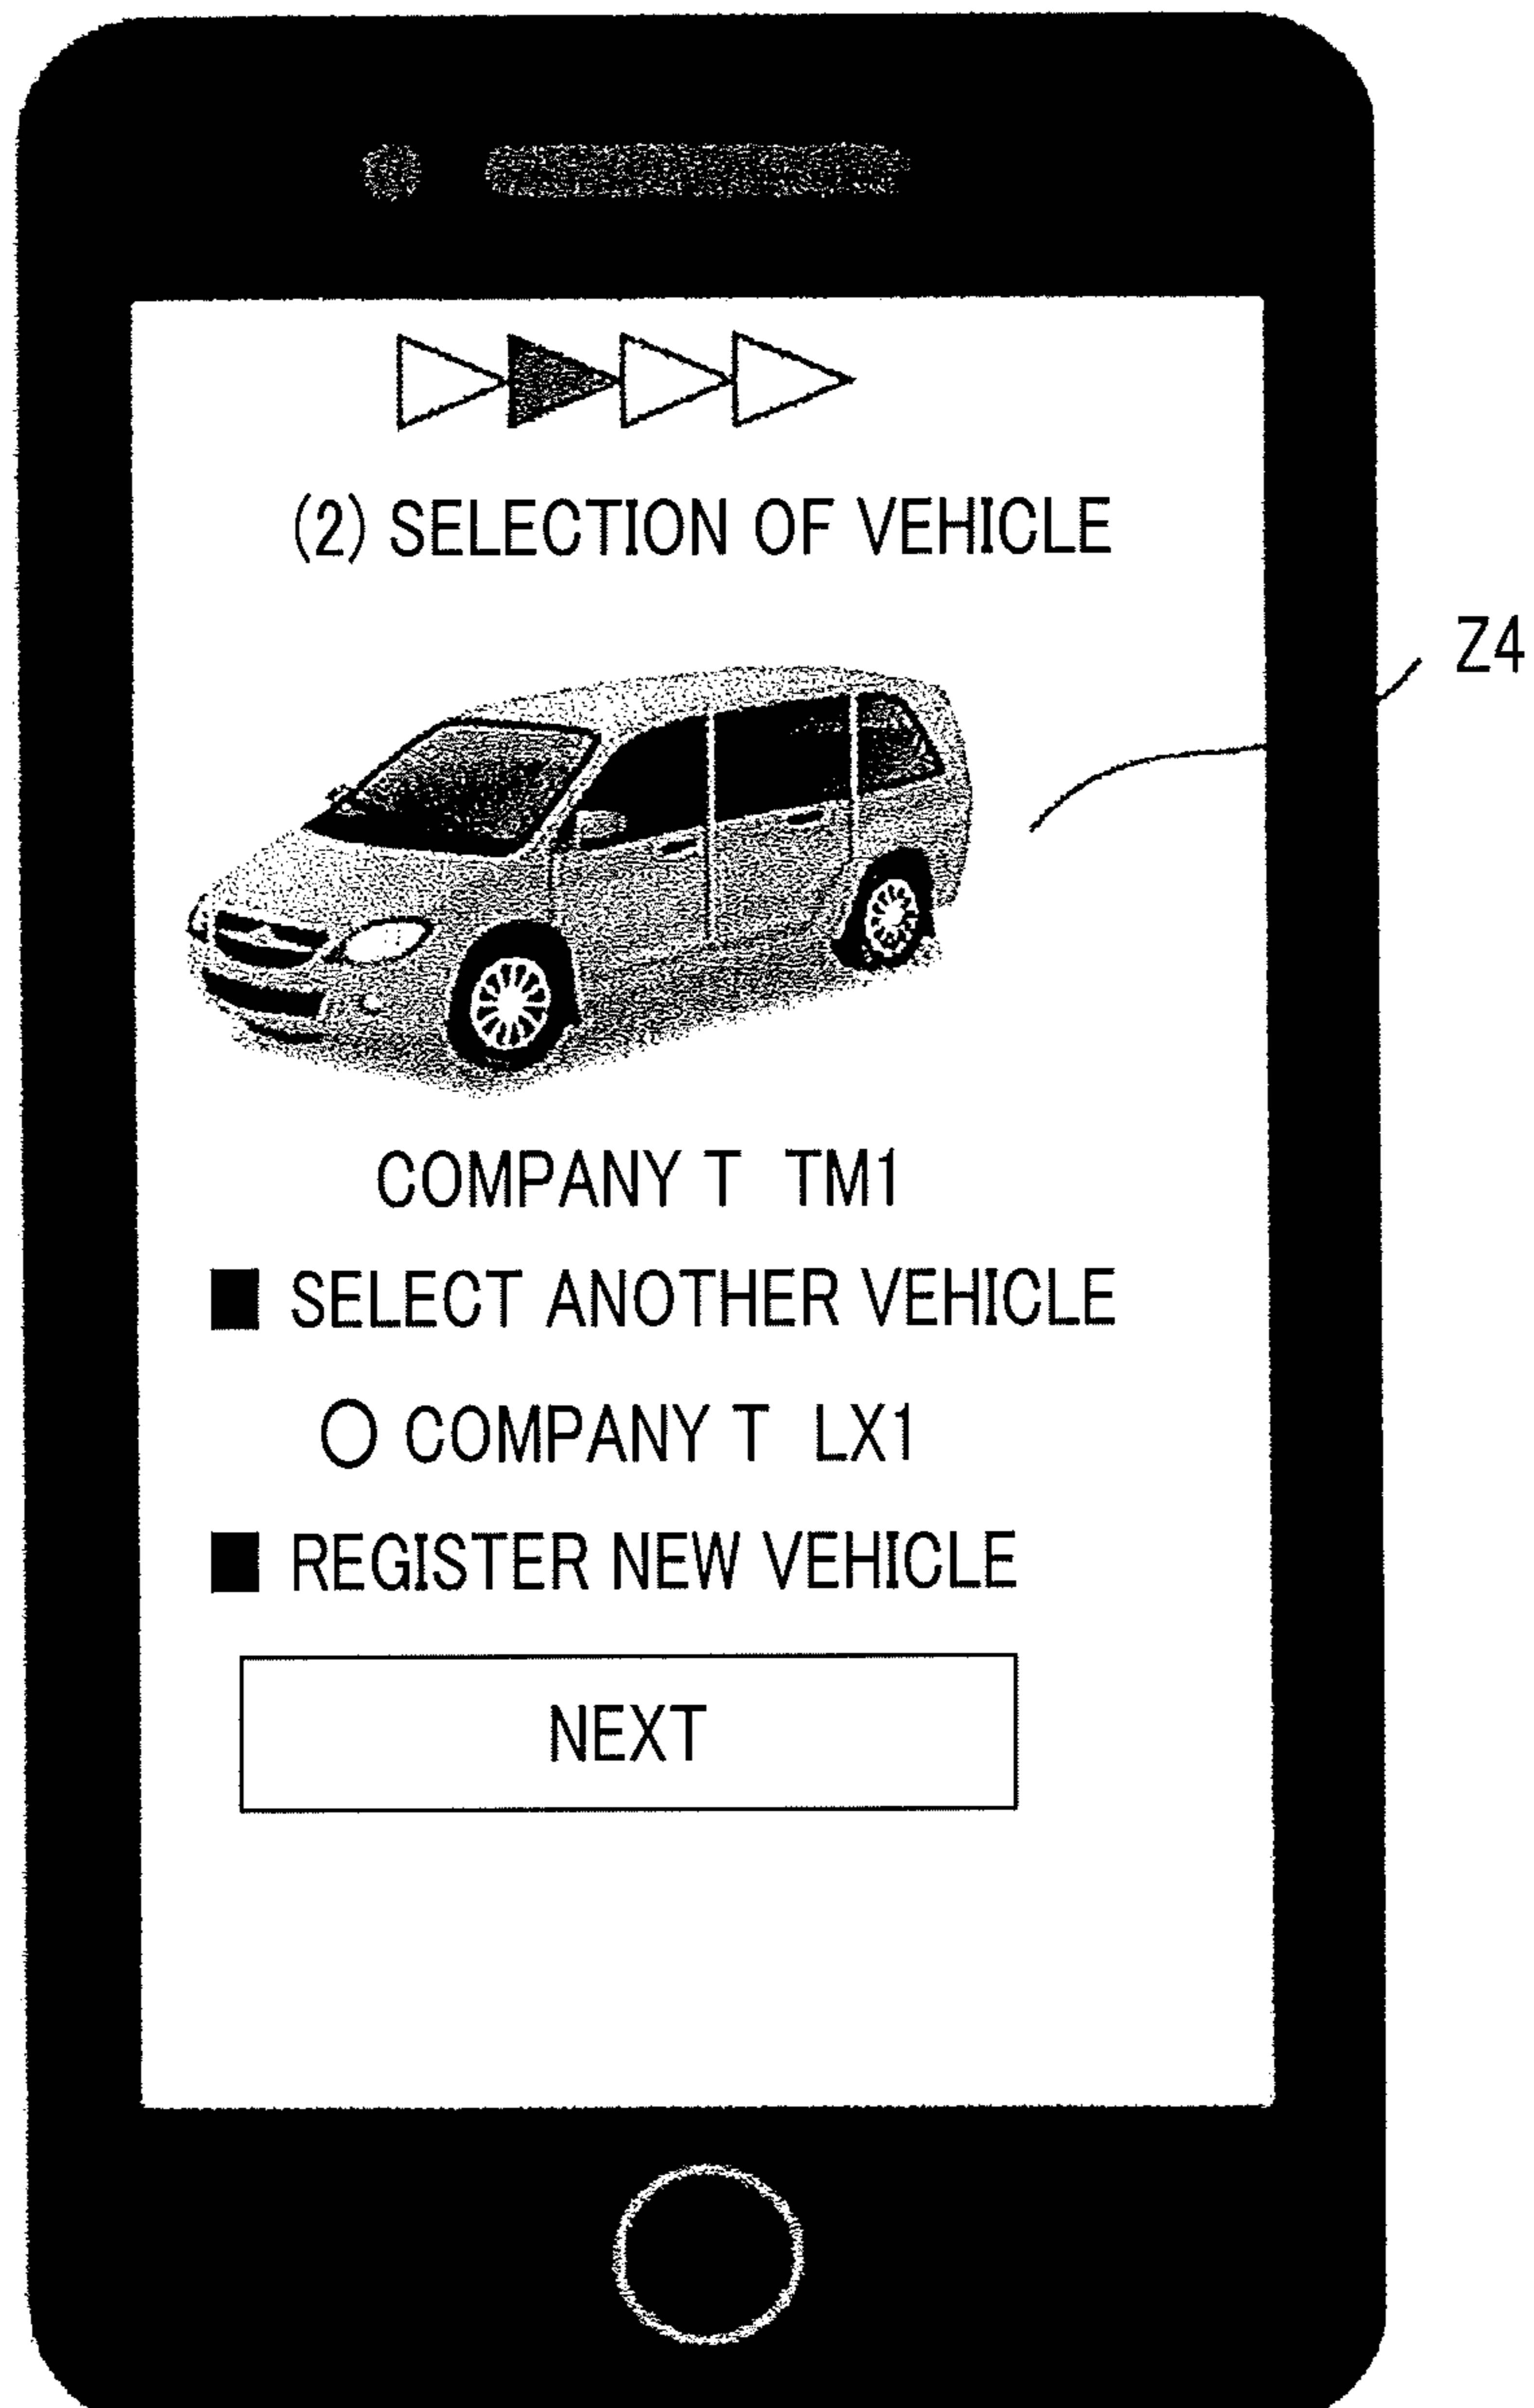 (2) SELECTION OF VEHICLE
Z4
COMPANY T TM1
■ SELECT ANOTHER VEHICLE
○ COMPANY T LX1
■ REGISTER NEW VEHICLE
NEXT